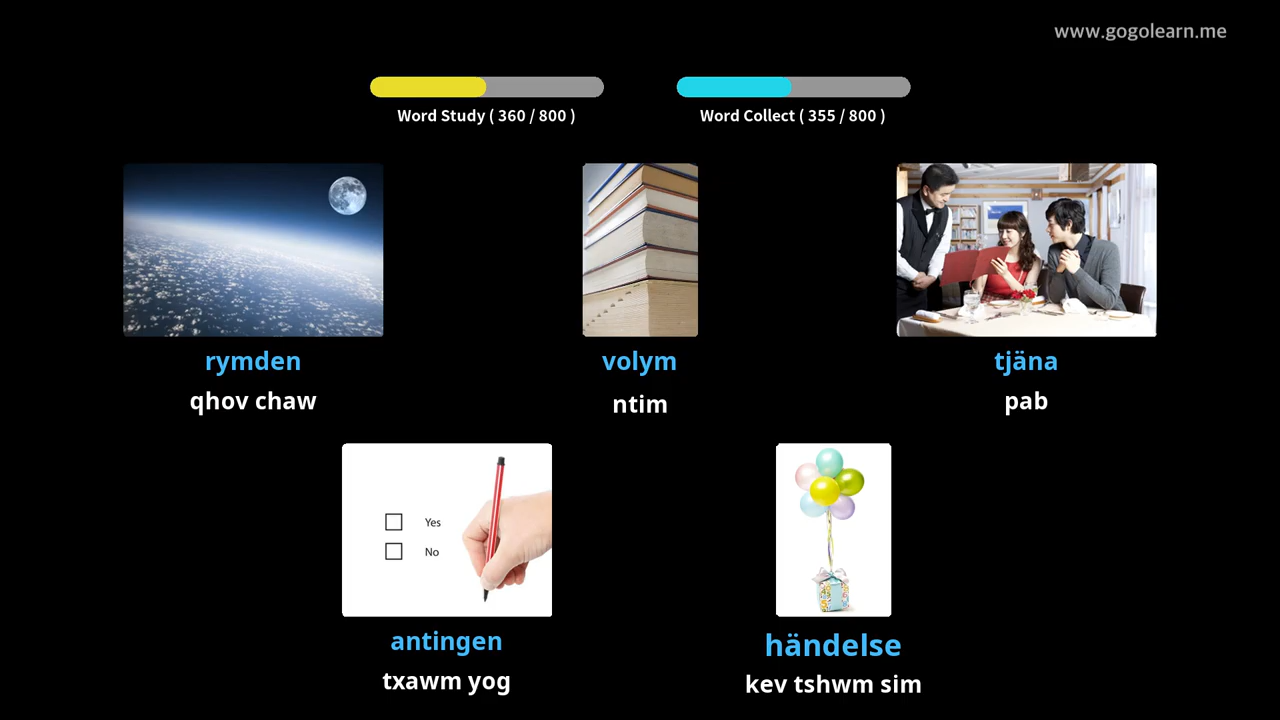 www.gogolearn.me
Word Study ( 360 / 800 )
Word Collect ( 355 / 800 )
rymden
qhov chaw
volym
ntim
tjäna
pab
Yes
No
antingen
txawm yog
händelse
kev tshwm sim